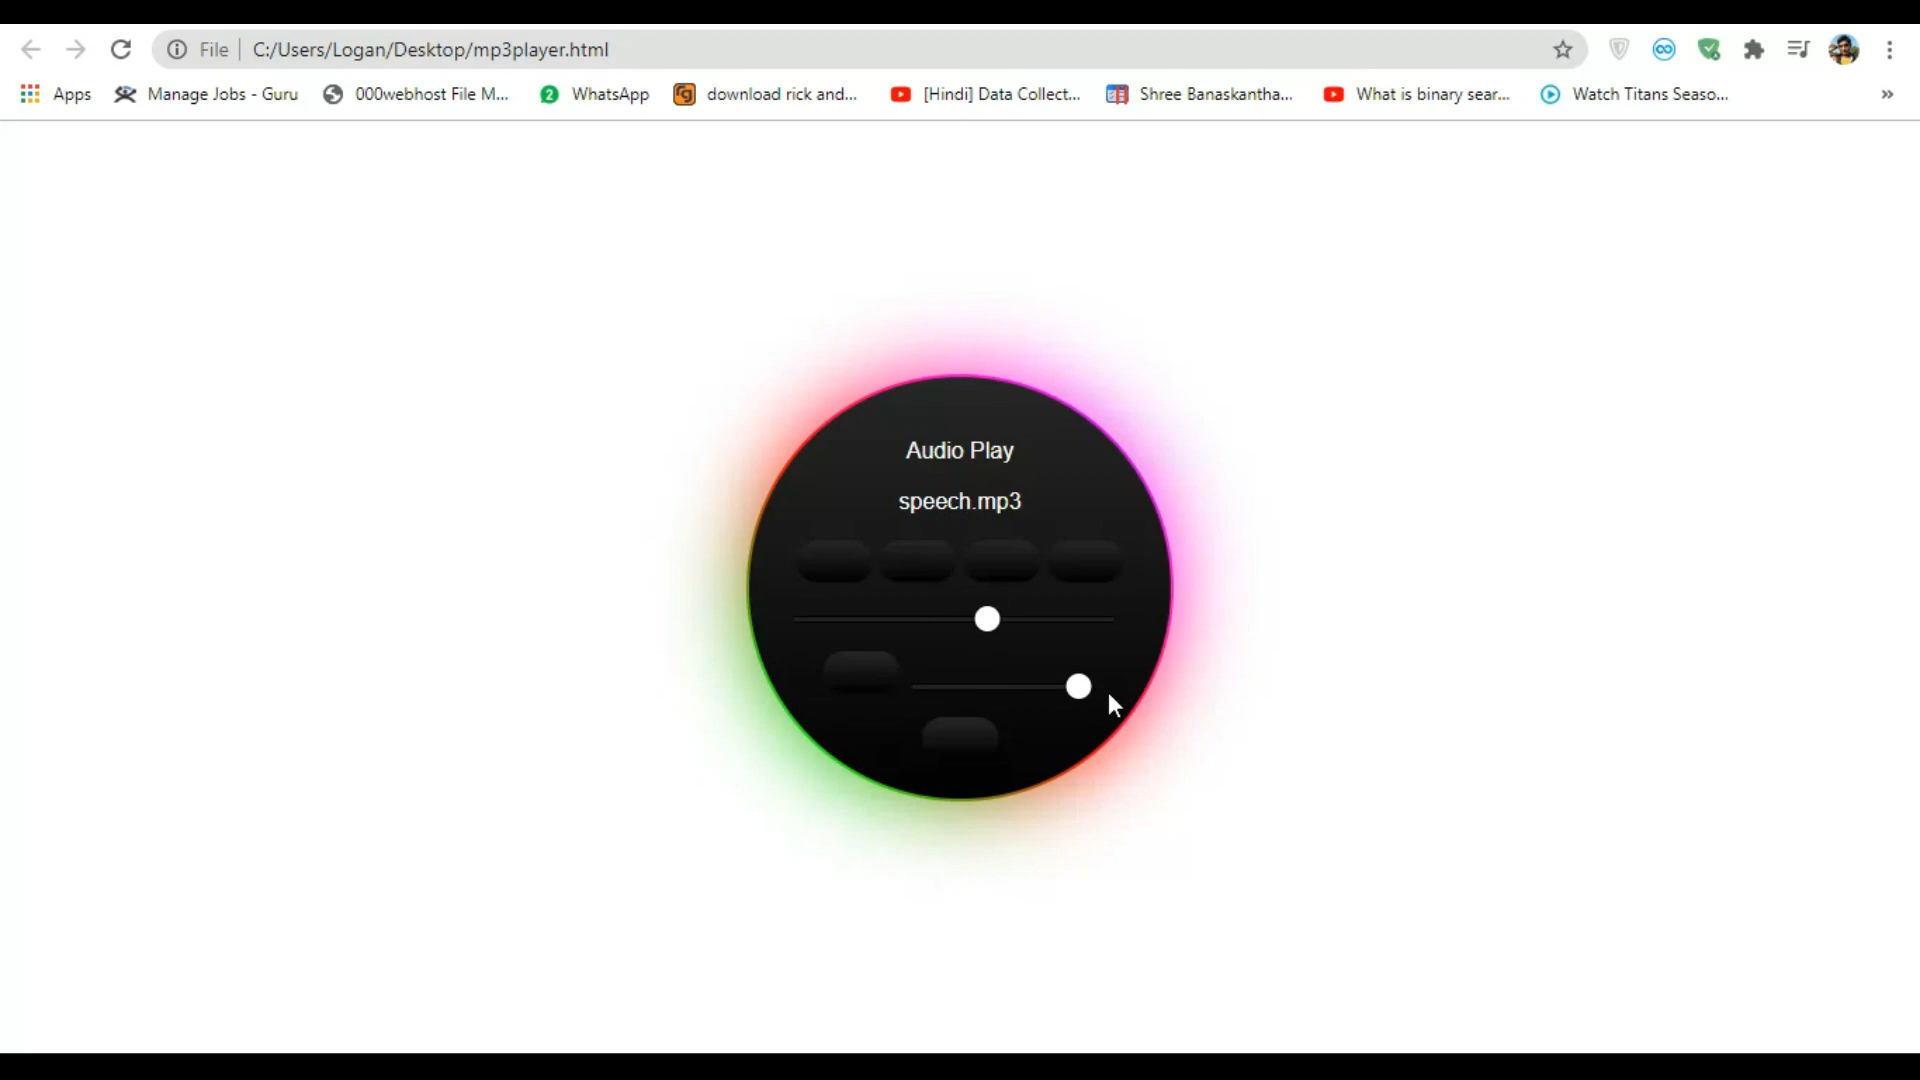 File C:/Users/Logan/Desktop/mp3player.html
Apps Manage Jobs - Guru 000webhost File M... 2 WhatsApp download rick and... [Hindi] Data Collect... Shree Banaskantha... What is binary sear... Watch Titans Seaso... »
Audio Play
speech.mp3